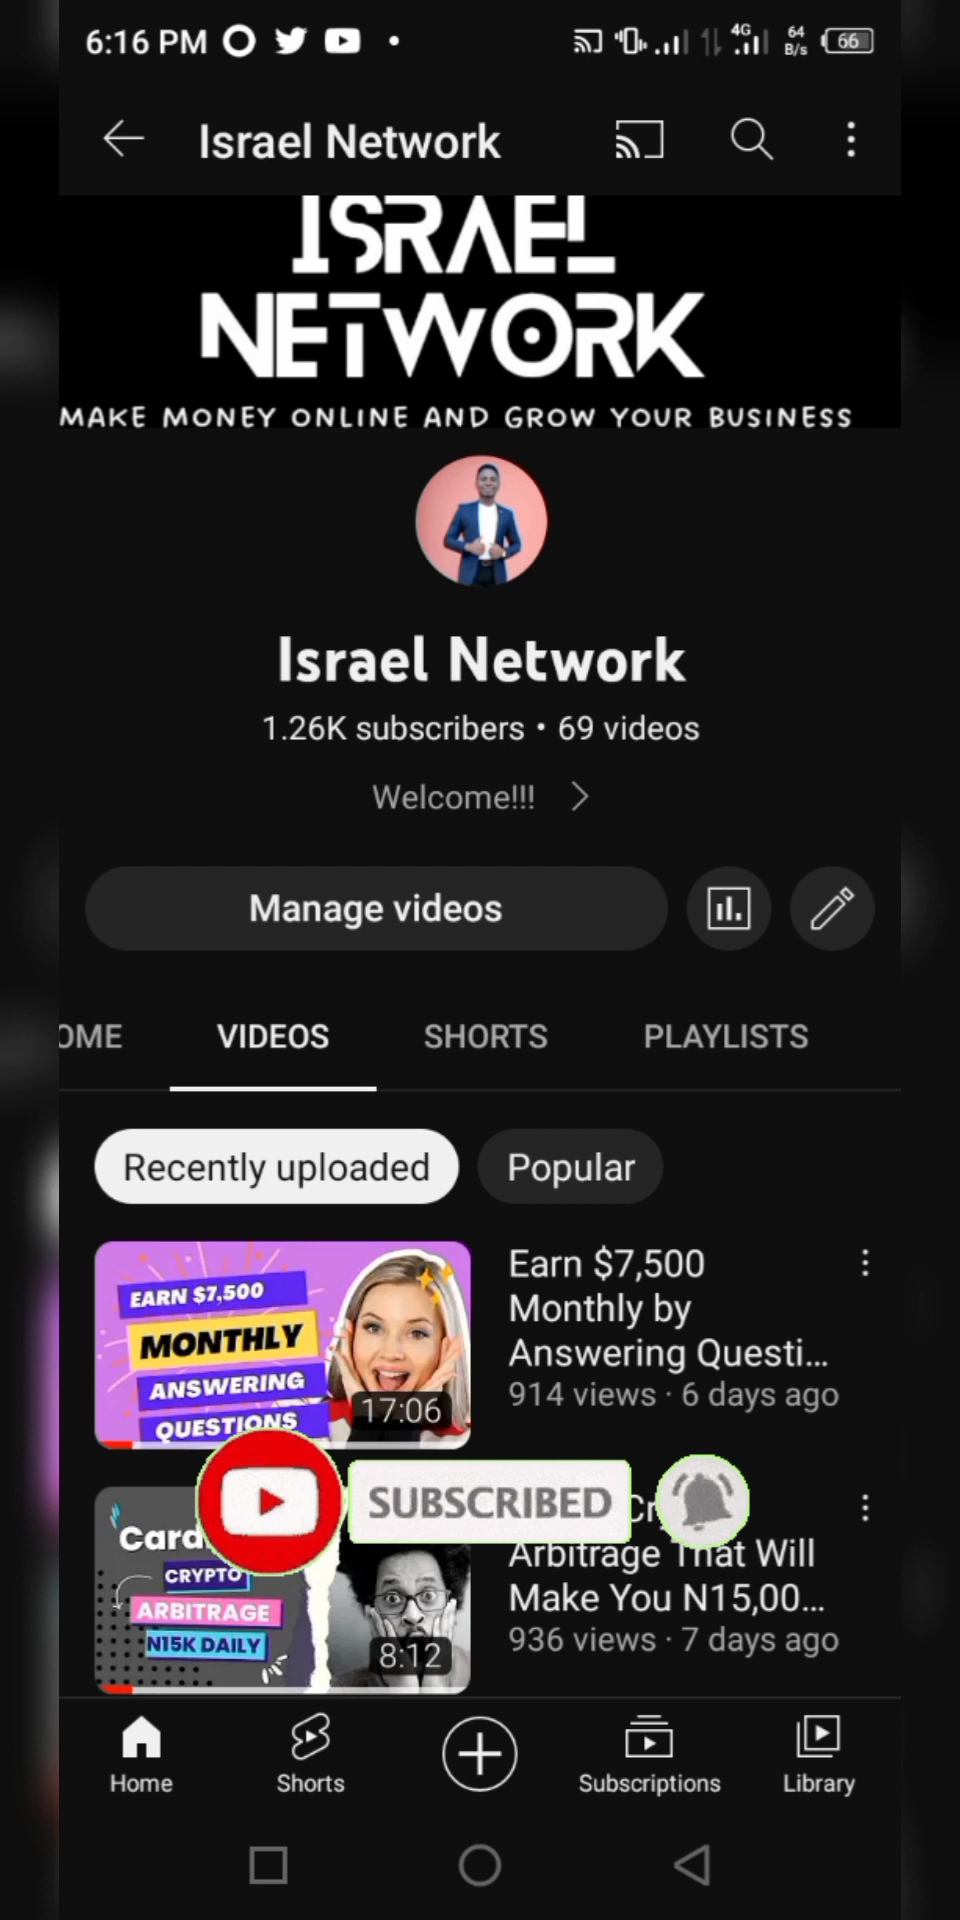 6:16 PM
4G
64
B/s
66
Israel Network
ISRAEL
NETWORK
MAKE MONEY ONLINE AND GROW YOUR BUSINESS
Israel Network
1.26K subscribers • 69 videos
Welcome!!!
Manage videos
OME
VIDEOS
SHORTS
PLAYLISTS
Recently uploaded
Popular
EARN $7,500
MONTHLY
ANSWERING
QUESTIONS
17:06
Earn $7,500
Monthly by
Answering Questi...
914 views · 6 days ago
SUBSCRIBED
Card
CRYPTO
ARBITRAGE
N15K DAILY
8:12
Arbitrage That Will
Make You N15,00...
936 views · 7 days ago
Home
Shorts
Subscriptions
Library